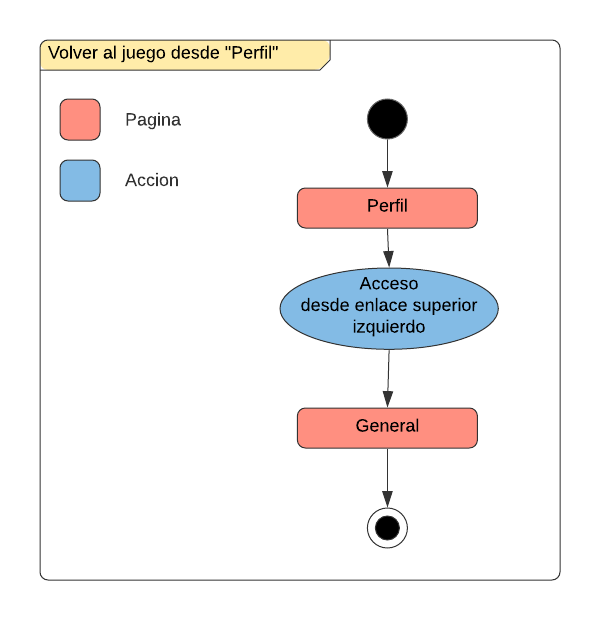 Volver al juego desde "Perfil"
Pagina
Accion
Perfil
Acceso
desde enlace superior
izquierdo
General